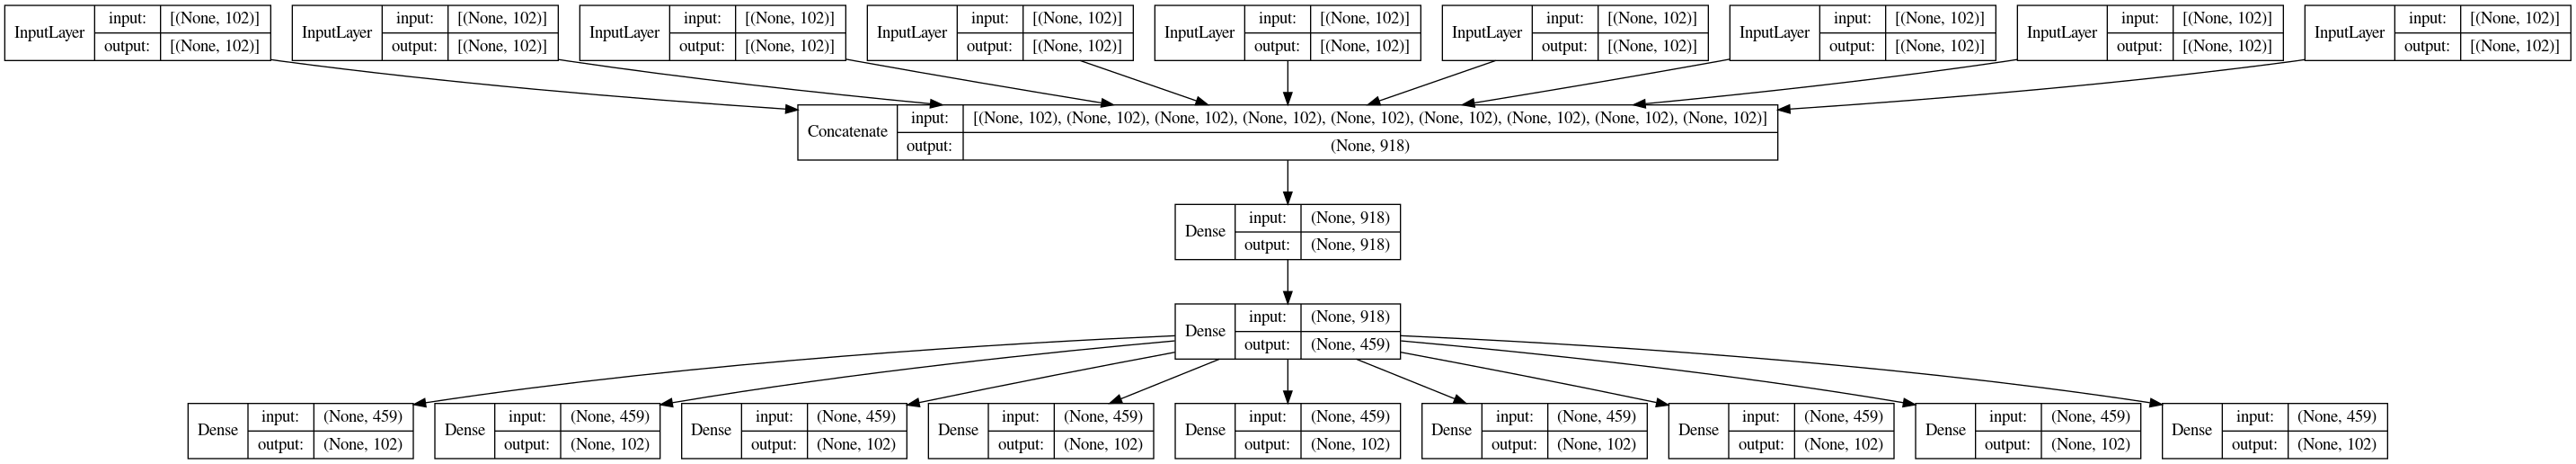 InputLayer input: [(None, 102)] output: [(None, 102)]
InputLayer input: [(None, 102)] output: [(None, 102)]
InputLayer input: [(None, 102)] output: [(None, 102)]
InputLayer input: [(None, 102)] output: [(None, 102)]
InputLayer input: [(None, 102)] output: [(None, 102)]
InputLayer input: [(None, 102)] output: [(None, 102)]
InputLayer input: [(None, 102)] output: [(None, 102)]
InputLayer input: [(None, 102)] output: [(None, 102)]
InputLayer input: [(None, 102)] output: [(None, 102)]
Concatenate input: [(None, 102), (None, 102), (None, 102), (None, 102), (None, 102), (None, 102), (None, 102), (None, 102), (None, 102)]
output: (None, 918)
Dense input: (None, 918)
output: (None, 918)
Dense input: (None, 918)
output: (None, 459)
Dense input: (None, 459) output: (None, 102)
Dense input: (None, 459) output: (None, 102)
Dense input: (None, 459) output: (None, 102)
Dense input: (None, 459) output: (None, 102)
Dense input: (None, 459) output: (None, 102)
Dense input: (None, 459) output: (None, 102)
Dense input: (None, 459) output: (None, 102)
Dense input: (None, 459) output: (None, 102)
Dense input: (None, 459) output: (None, 102)